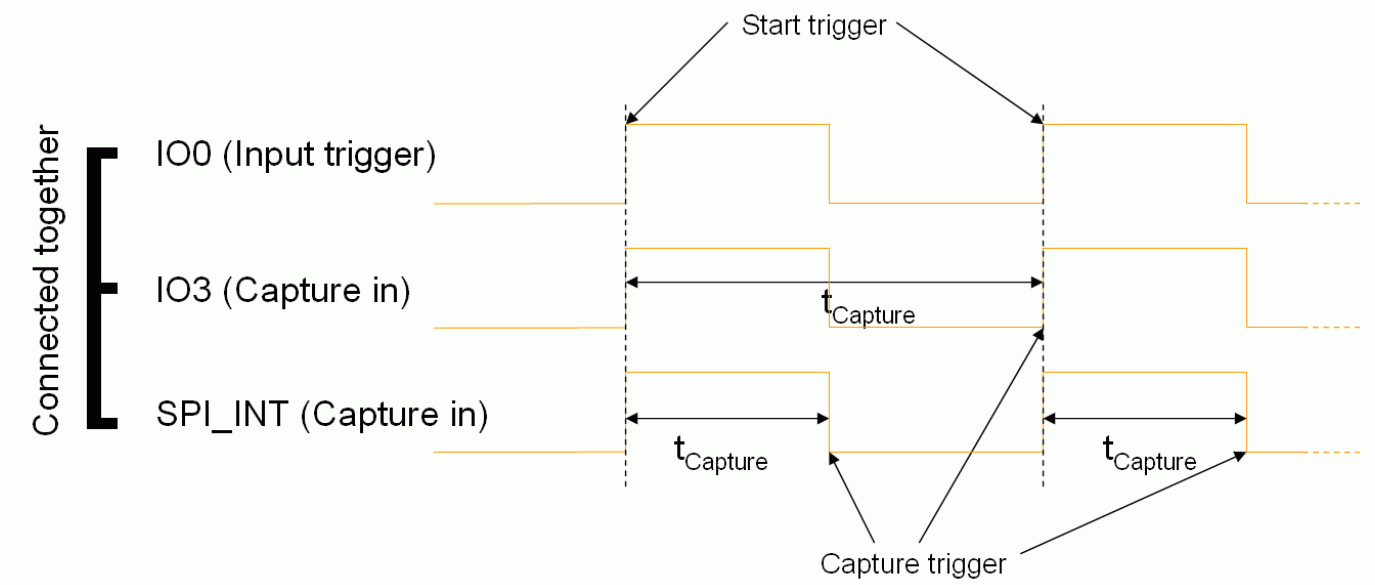 Start trigger
Connected together
IO0 (Input trigger)
IO3 (Capture in)
tCapture
SPI_INT (Capture in)
tCapture
tCapture
Capture trigger